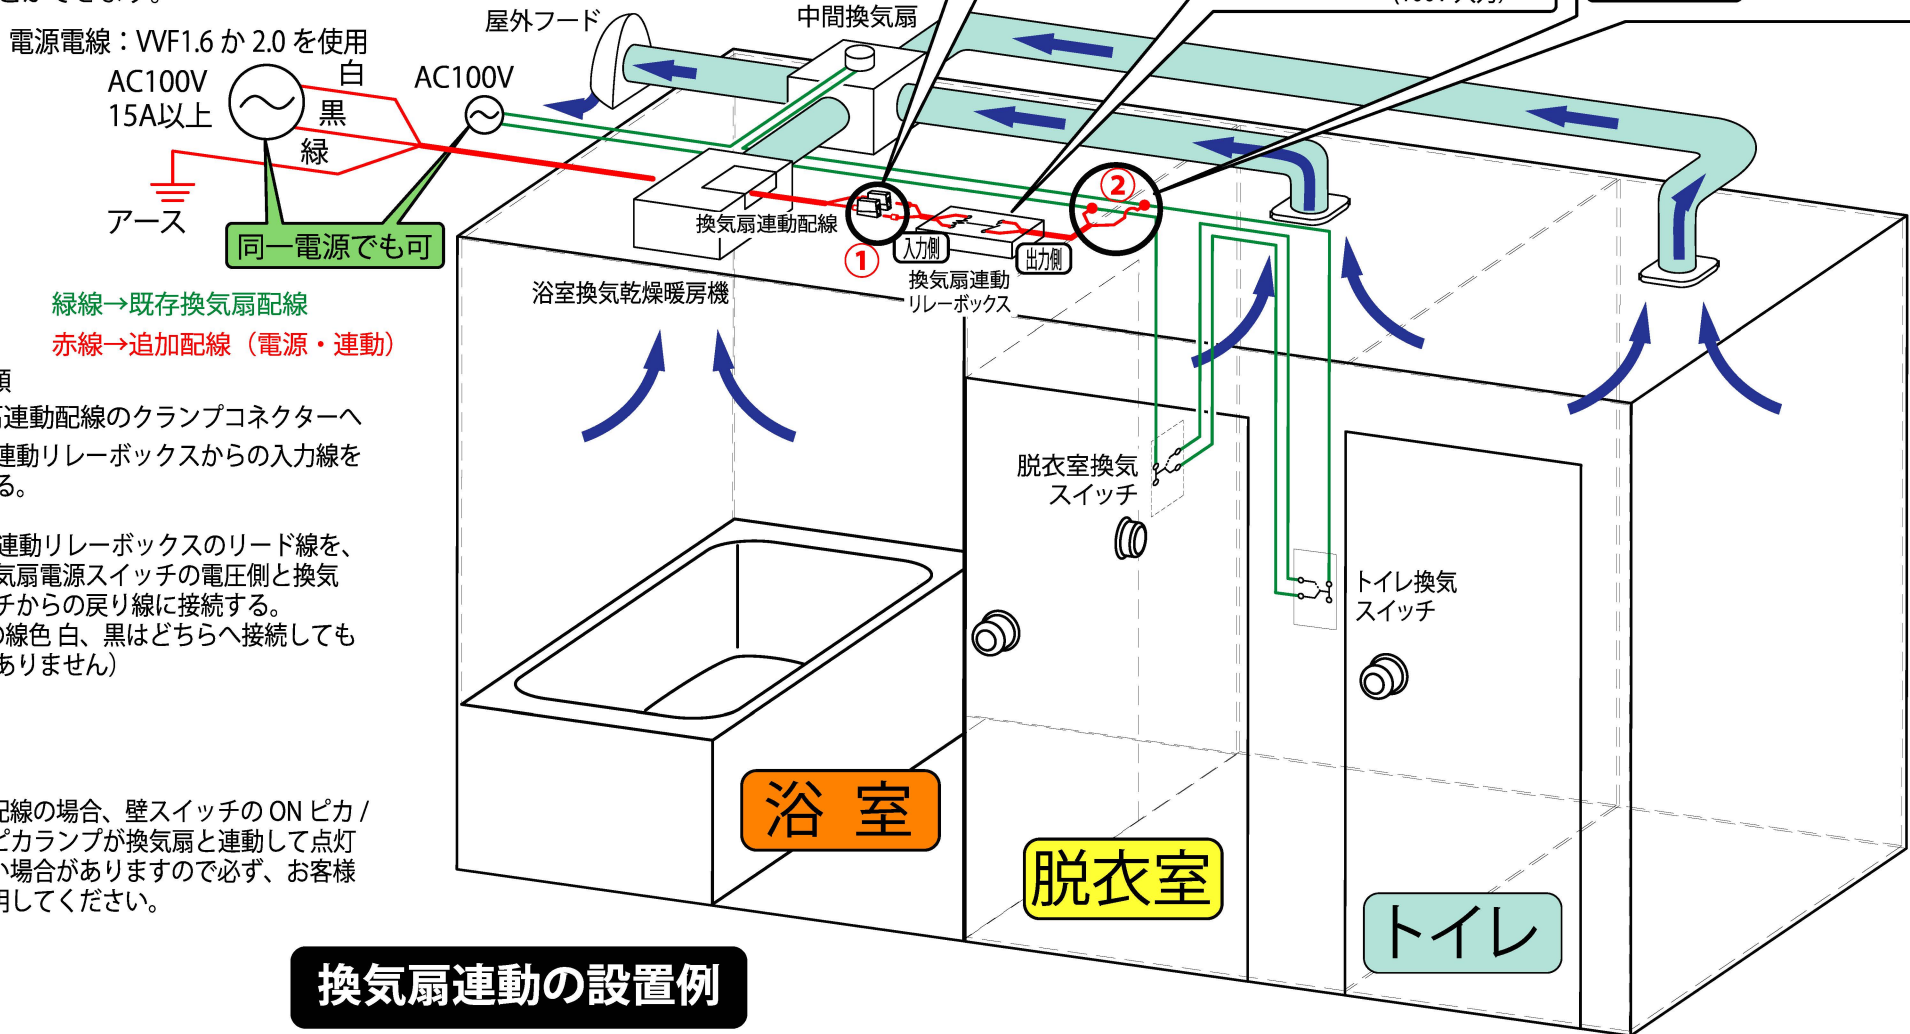 屋外フード
中間換気扇
電源電線：VVF1.6 か 2.0 を使用
AC100V
15A以上
白
黒
緑
AC100V
アース
同一電源でも可
換気扇連動配線
①
②
入力側
出力側
換気扇連動
リレーボックス
浴室換気乾燥暖房機
緑線→既存換気扇配線
赤線→追加配線（電源・連動）
連動配線のクランプコネクターへ
連動リレーボックスからの入力線を
る。
連動リレーボックスのリード線を、
気扇電源スイッチの電圧側と換気
チからの戻り線に接続する。
の線色 白、黒はどちらへ接続しても
ありません）
配線の場合、壁スイッチの ON ピカ /
ピカランプが換気扇と連動して点灯
い場合がありますので必ず、お客様
明してください。
脱衣室換気
スイッチ
トイレ換気
スイッチ
浴 室
脱衣室
トイレ
換気扇連動の設置例